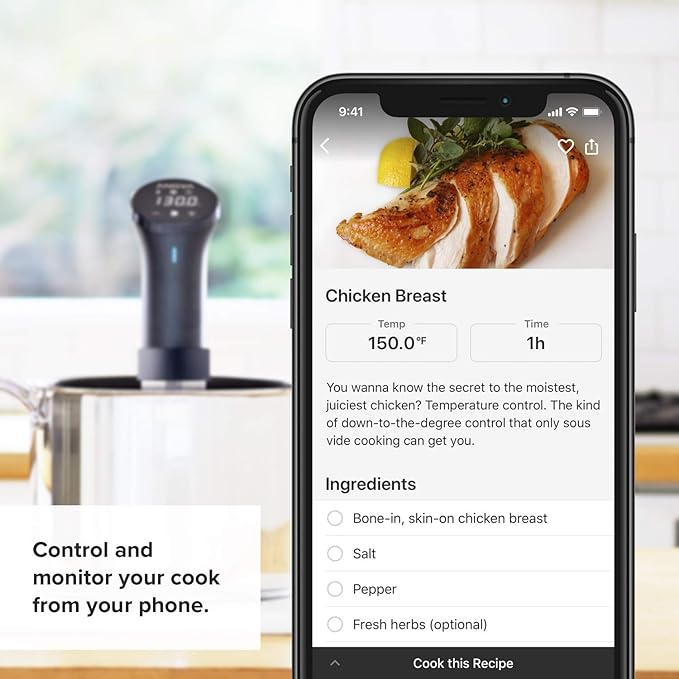 ANOVA
130.0
9:41
Chicken Breast
Temp
150.0°F
Time
1h
You wanna know the secret to the moistest,
juiciest chicken? Temperature control. The kind
of down-to-the-degree control that only sous
vide cooking can get you.
Ingredients
Bone-in, skin-on chicken breast
Salt
Pepper
Fresh herbs (optional)
Cook this Recipe
Control and
monitor your cook
from your phone.